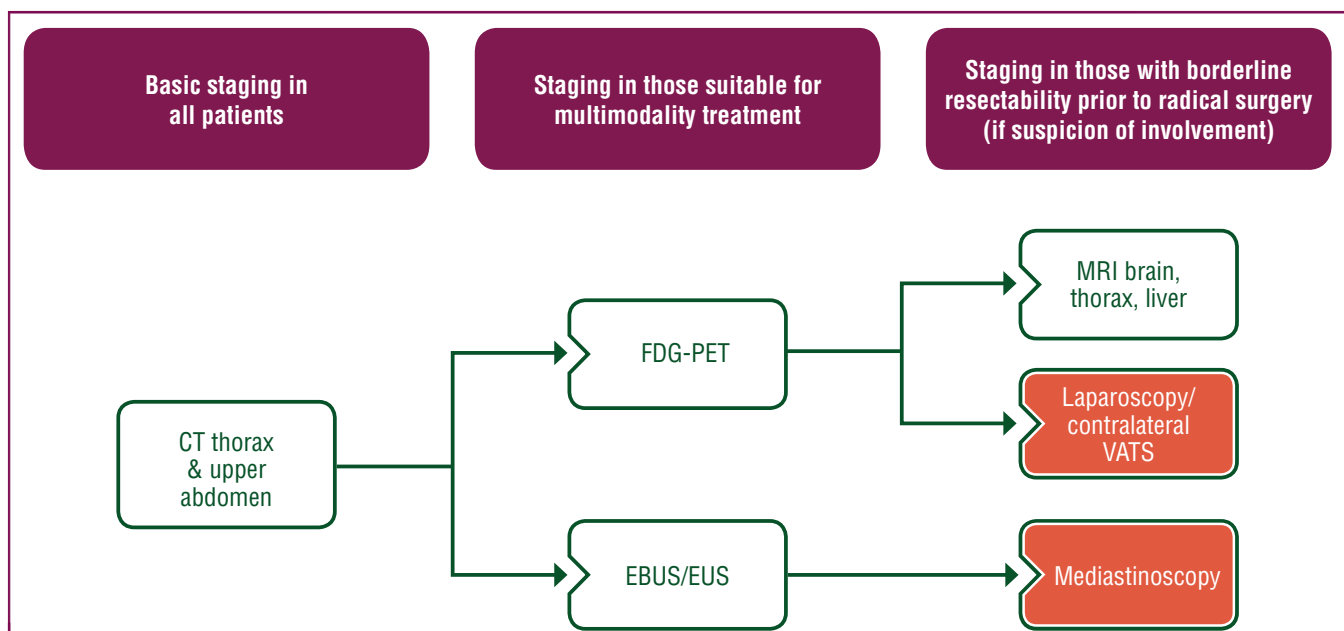 Basic staging in
all patients
Staging in those suitable for
multimodality treatment
Staging in those with borderline
resectability prior to radical surgery
(if suspicion of involvement)
CT thorax
& upper
abdomen
FDG-PET
EBUS/EUS
MRI brain,
thorax, liver
Laparoscopy/
contralateral
VATS
Mediastinoscopy